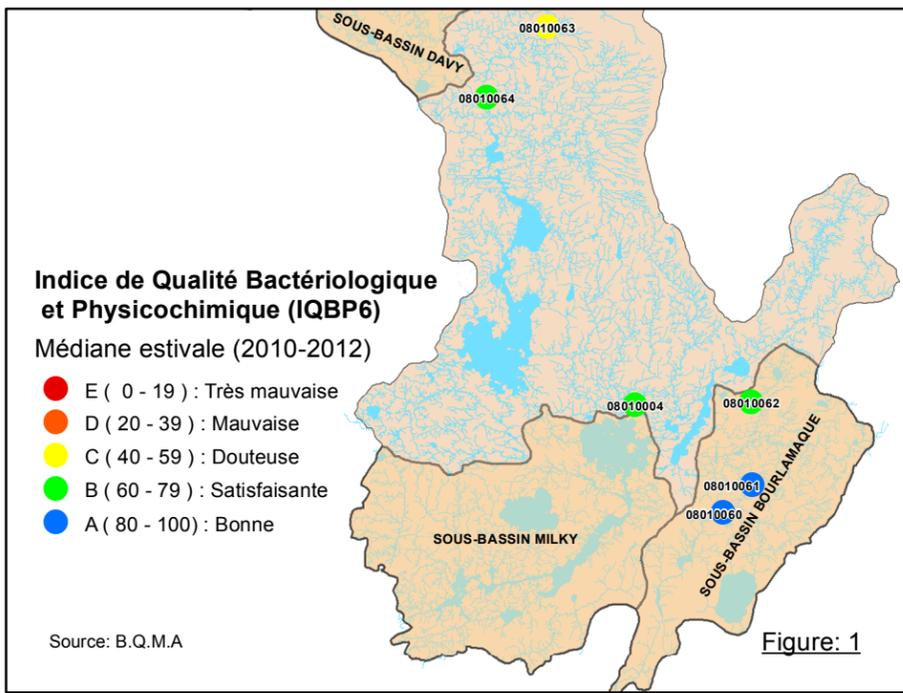 SOUS-BASSIN DAVY
08010063
08010064
Indice de Qualité Bactériologique
et Physicochimique (IQBP6)
Médiane estivale (2010-2012)
E ( 0 - 19) : Très mauvaise
D ( 20 - 39) : Mauvaise
C ( 40 - 59) : Douteuse
B ( 60 - 79) : Satisfaisante
A ( 80 - 100): Bonne
08010004
08010062
08010061
08010060
SOUS-BASSIN BOURLAMAQUE
SOUS-BASSIN MILKY
Source: B.Q.M.A
Figure: 1